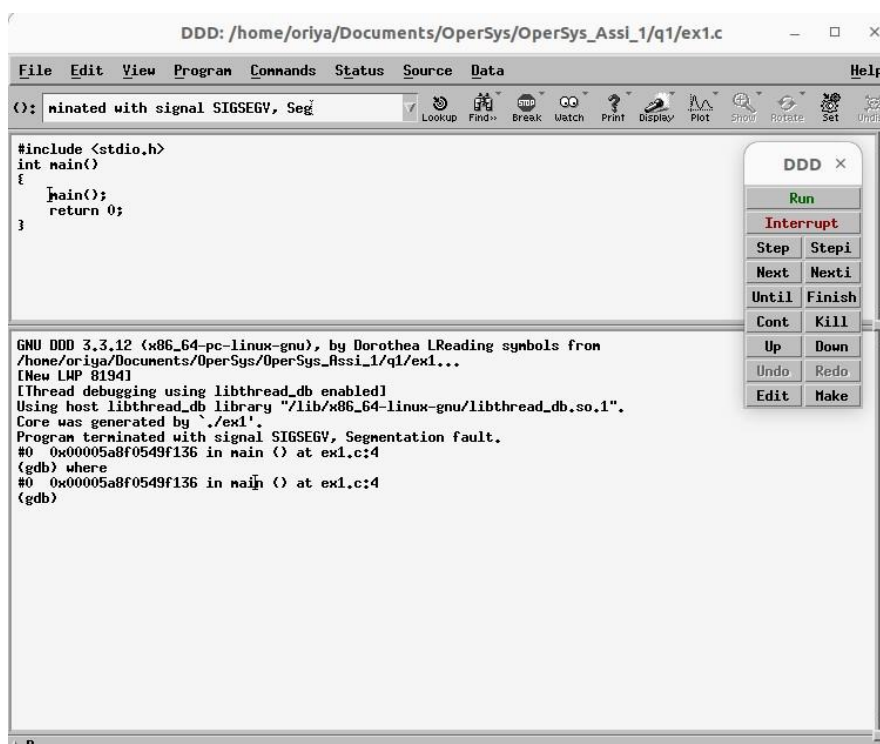 DDD: /home/oriya/Documents/OperSys/OperSys_Assi_1/q1/ex1.c
File Edit View Program Commands Status Source Data Help
(): minated with signal SIGSEGV, Seg
Lookup Find>> Break Watch Print Display Plot Show Rotate Set Undis
#include <stdio.h>
int main()
{
main();
return 0;
}
DDD ×
Run
Interrupt
Step Stepi
Next Nexti
Until Finish
Cont Kill
Up Down
Undo Redo
Edit Make
GNU DDD 3.3.12 (x86_64-pc-linux-gnu), by Dorothea LReading symbols from
/home/oriya/Documents/OperSys/OperSys_Assi_1/q1/ex1...
[New LWP 8194]
[Thread debugging using libthread_db enabled]
Using host libthread_db library "/lib/x86_64-linux-gnu/libthread_db.so.1".
Core was generated by `./ex1'.
Program terminated with signal SIGSEGV, Segmentation fault.
#0 0x00005a8f0549f136 in main () at ex1.c:4
(gdb) where
#0 0x00005a8f0549f136 in main () at ex1.c:4
(gdb)